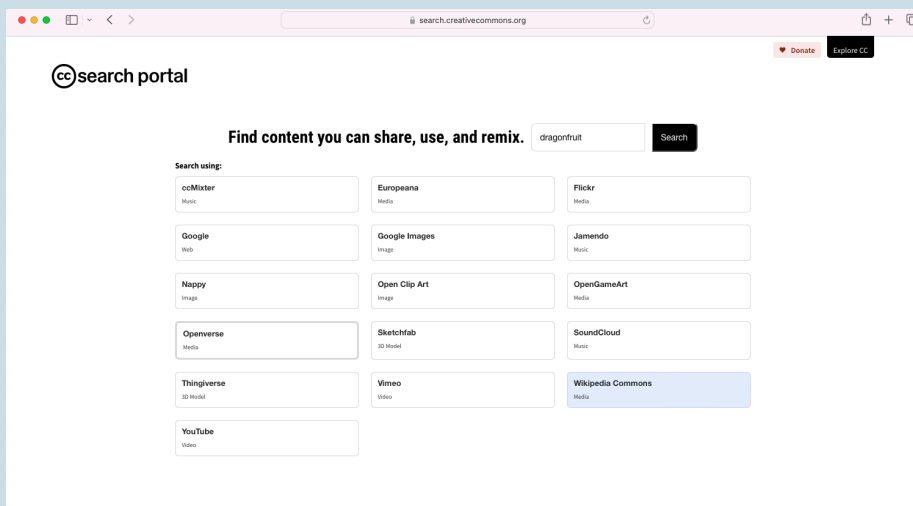 search.creativecommons.org
Donate
Explore CC
cc search portal
Find content you can share, use, and remix.
dragonfruit
Search
Search using:
ccMixter
Music
Europeana
Media
Flickr
Media
Google
Web
Google Images
Image
Jamendo
Music
Nappy
Image
Open Clip Art
Image
OpenGameArt
Media
Openverse
Media
Sketchfab
3D Model
SoundCloud
Music
Thingiverse
3D Model
Vimeo
Video
Wikipedia Commons
Media
YouTube
Video